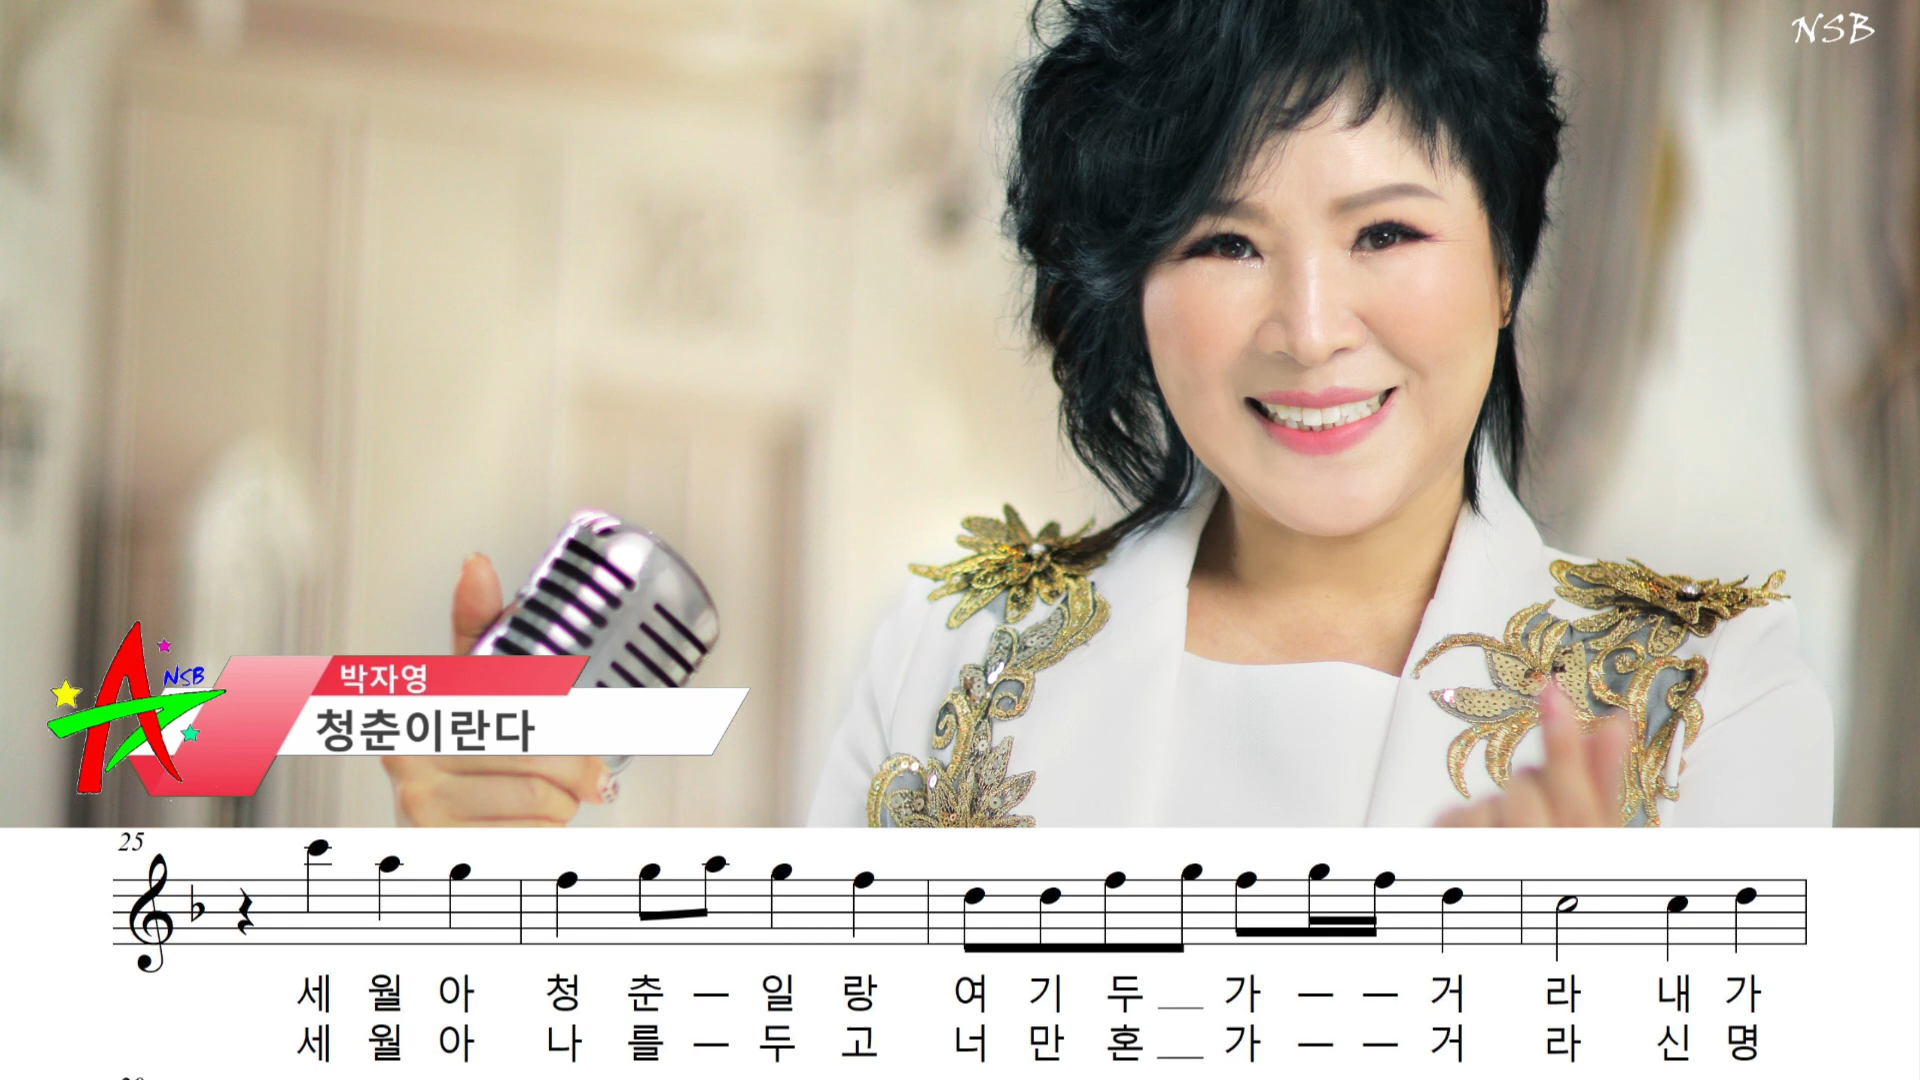 NSB
NSB
박자영
청춘이란다
25
세 월 아 청 춘 — 일 랑 여 기 두 __ 가 — — 거 라 내 가
세 월 아 나 를 — 두 고 너 만 혼 __ 가 — — 거 라 신 명